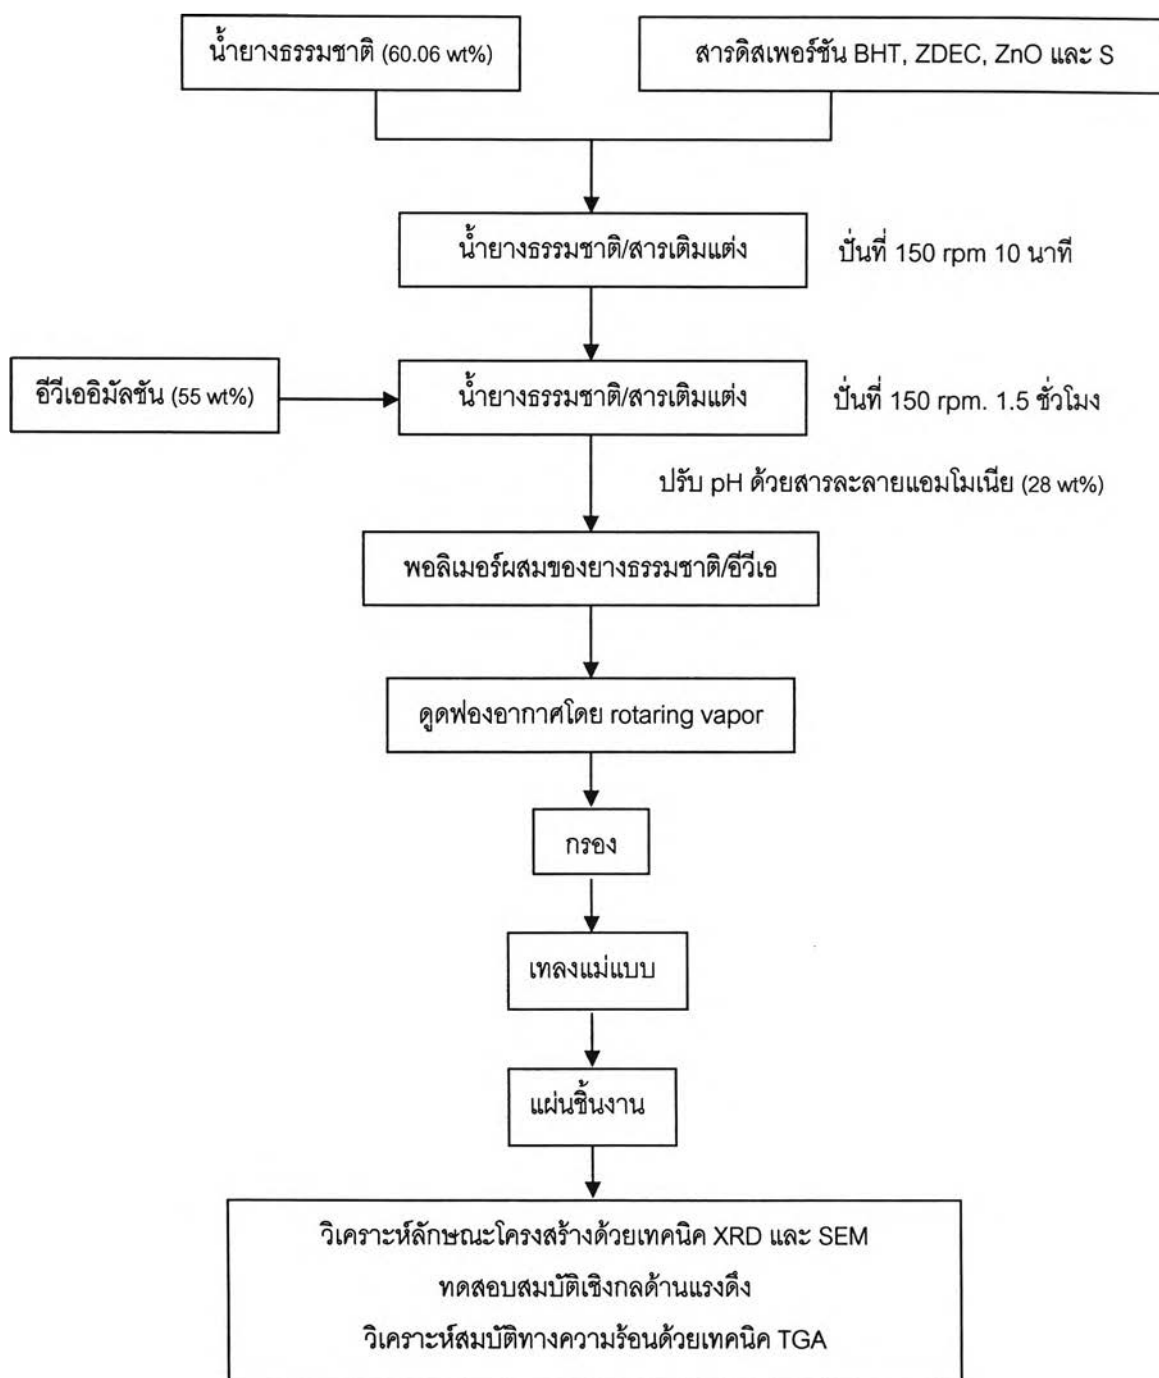 น้ำยางธรรมชาติ (60.06 wt%)
สารดิสเพอร์ชัน BHT, ZDEC, ZnO และ S
น้ำยางธรรมชาติ/สารเติมแต่ง
ปั่นที่ 150 rpm 10 นาที
อีวีเออิมัลชัน (55 wt%)
น้ำยางธรรมชาติ/สารเติมแต่ง
ปั่นที่ 150 rpm. 1.5 ชั่วโมง
ปรับ pH ด้วยสารละลายแอมโมเนีย (28 wt%)
พอลิเมอร์ผสมของยางธรรมชาติ/อีวีเอ
ดูดฟองอากาศโดย rotaring vapor
กรอง
เทลงแม่แบบ
แผ่นชิ้นงาน
วิเคราะห์ลักษณะโครงสร้างด้วยเทคนิค XRD และ SEM
ทดสอบสมบัติเชิงกลด้านแรงดึง
วิเคราะห์สมบัติทางความร้อนด้วยเทคนิค TGA